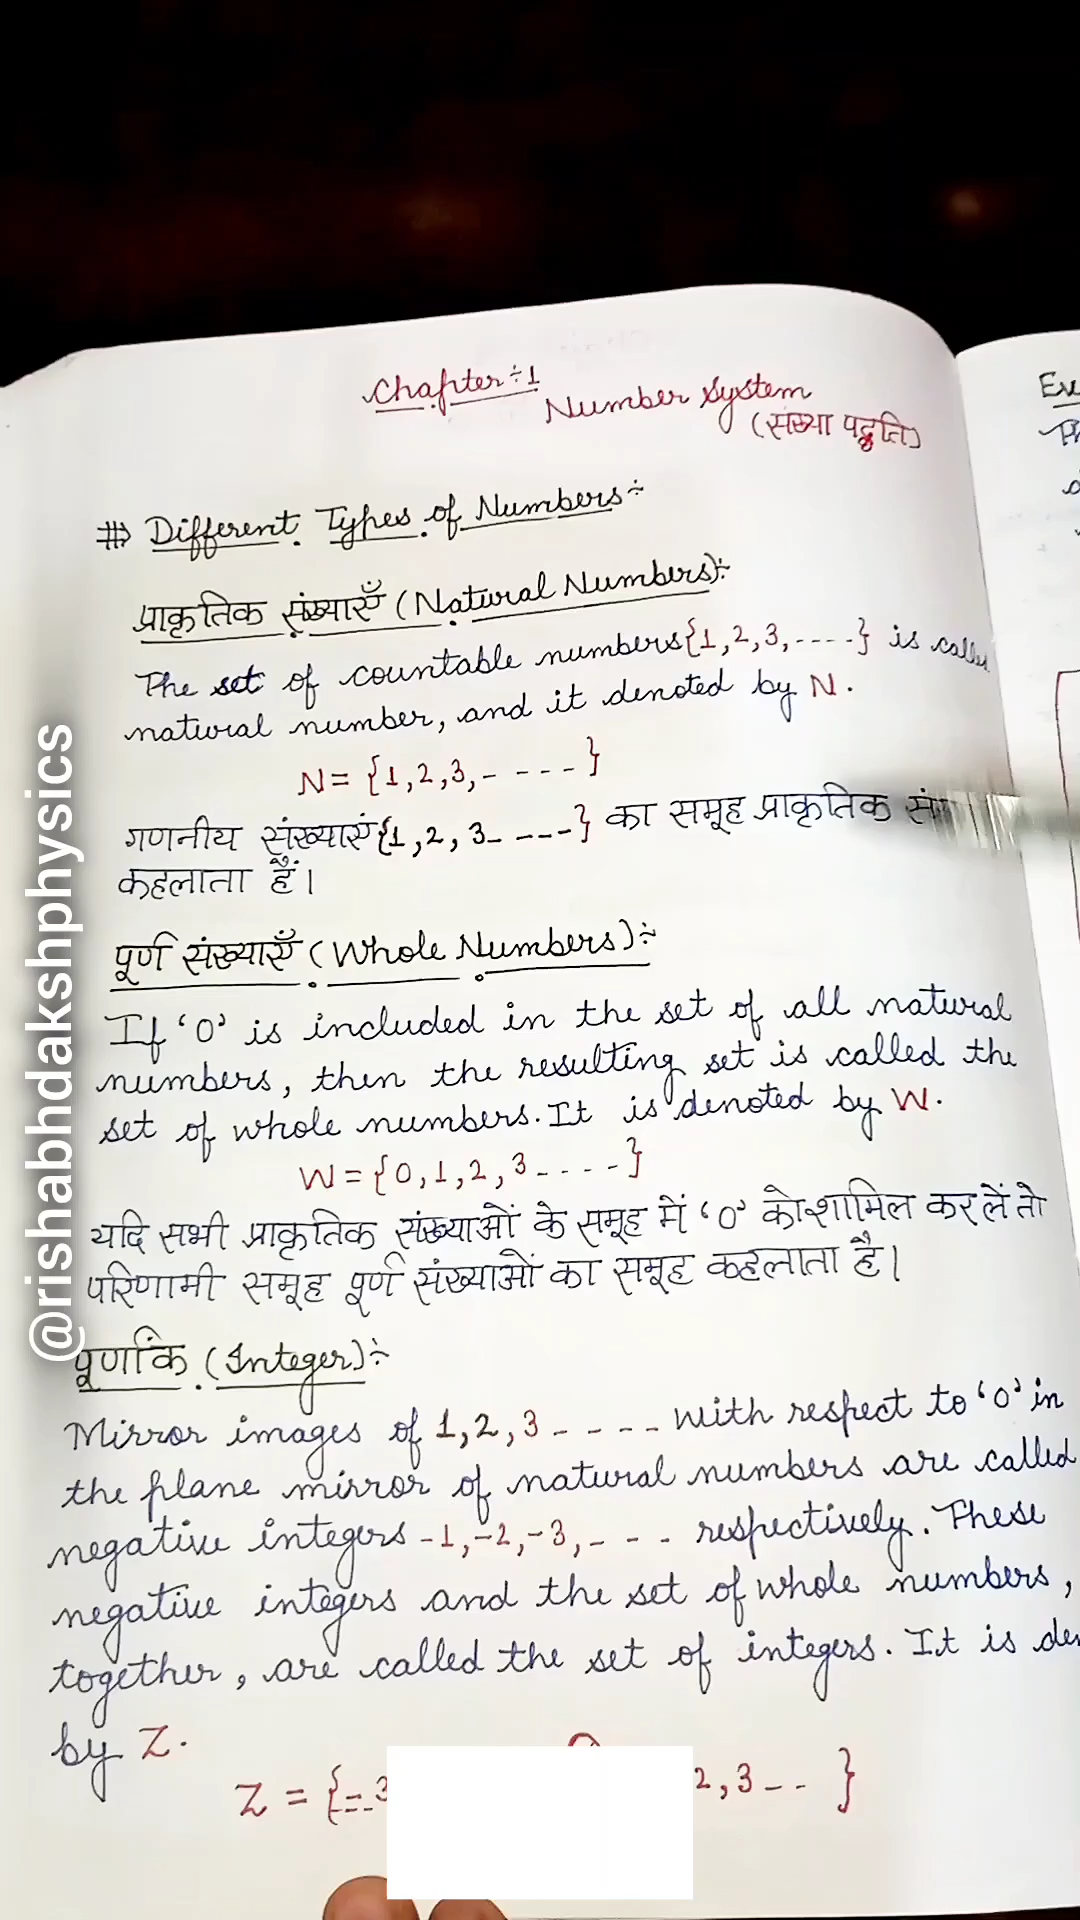 Chapter÷1
Number System
(संख्या पद्धति)
⇒ Different Types of Numbers÷
प्राकृतिक संख्याएँ (Natural Numbers)÷
The set of countable numbers{1,2,3,----} is
natural number, and it denoted by N.
N= {1,2,3,- - - - }
गणनीय संख्याएं{1,2,3- ---} का समूह प्राकृतिक
कहलाता हैं।
पूर्ण संख्याएँ (Whole Numbers)÷
If ‘0’ is included in the set of all natural
numbers, then the resulting set is called the
set of whole numbers. It is denoted by W.
W={0,1,2,3- - - - }
यदि सभी प्राकृतिक संख्याओं के समूह में ‘0’ को शामिल कर लें तो
परिणामी समूह पूर्ण संख्याओं का समूह कहलाता है।
पूर्णांक (Integer)÷
Mirror images of 1,2,3 - - - - with respect to ‘0’ in
the plane mirror of natural numbers are called
negative integers -1,-2,-3,- - - respectively. These
negative integers and the set of whole numbers,
together, are called the set of integers. It is
by Z.
Z = {-.. 2,3-- }
@rishabhdakshphysics